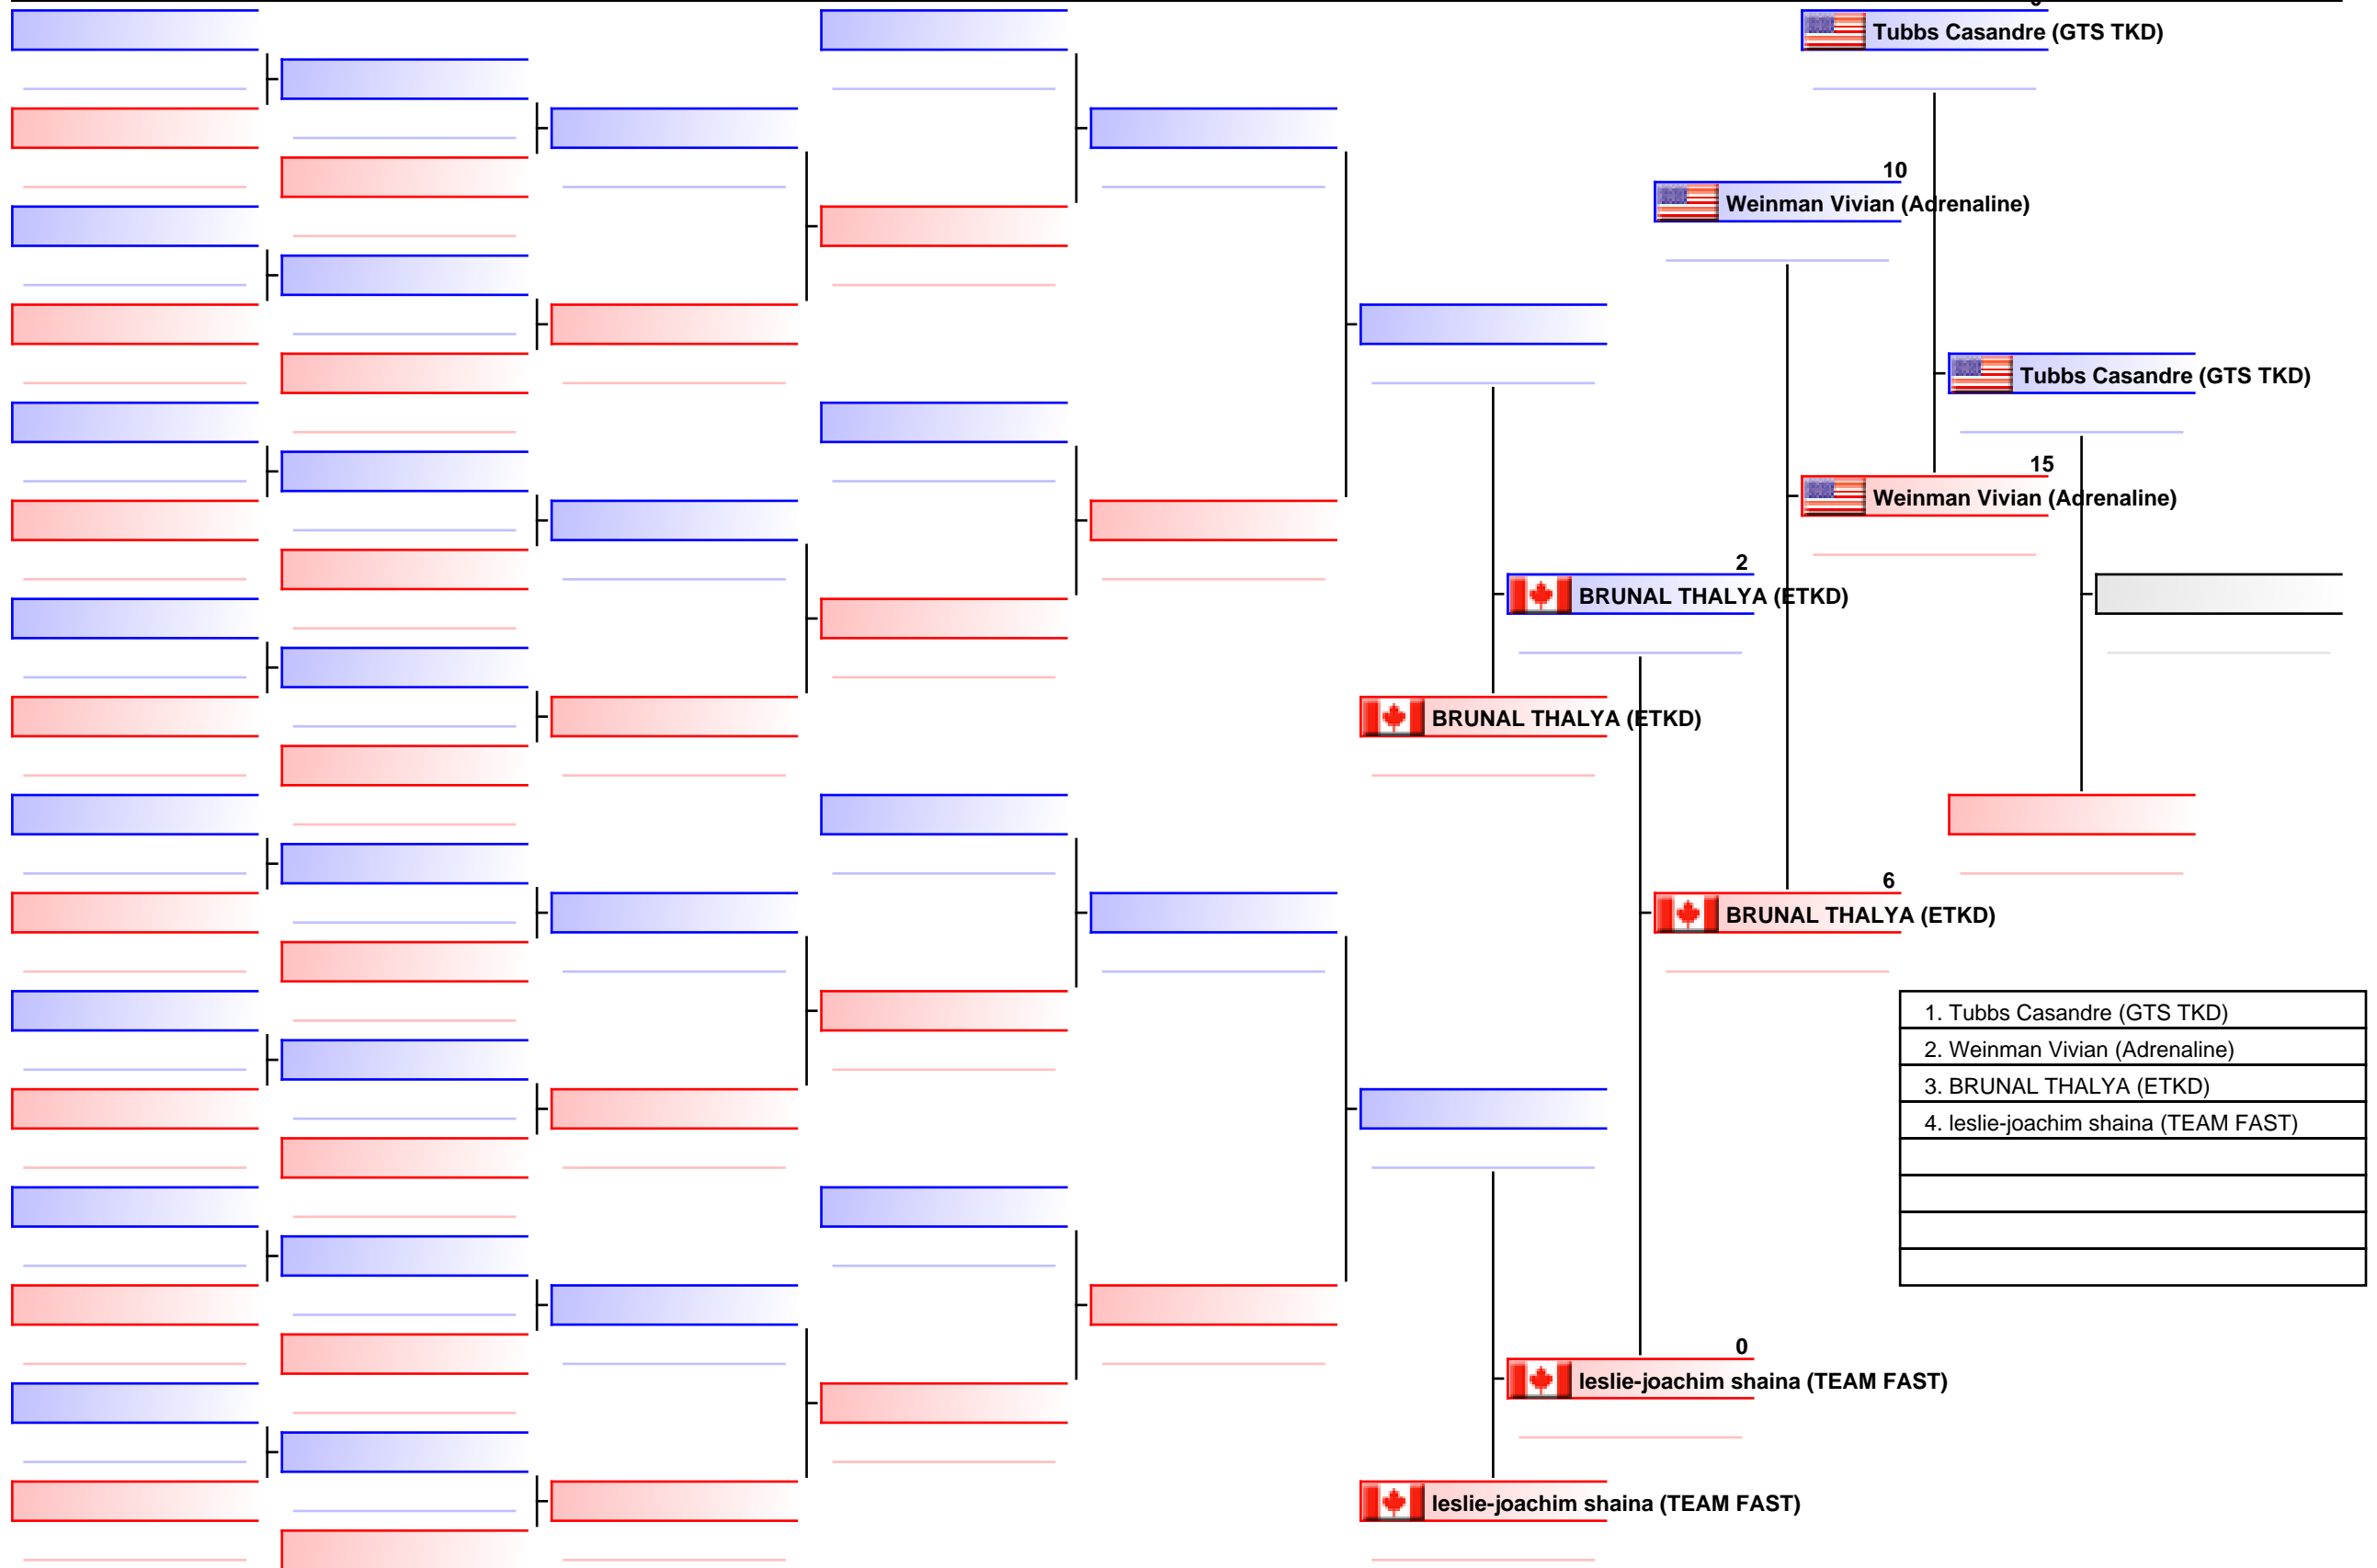 Tubbs Casandre (GTS TKD)
10
Weinman Vivian (Adrenaline)
Tubbs Casandre (GTS TKD)
15
Weinman Vivian (Adrenaline)
2
BRUNAL THALYA (ETKD)
BRUNAL THALYA (ETKD)
6
BRUNAL THALYA (ETKD)
1. Tubbs Casandre (GTS TKD)
2. Weinman Vivian (Adrenaline)
3. BRUNAL THALYA (ETKD)
4. leslie-joachim shaina (TEAM FAST)
0
leslie-joachim shaina (TEAM FAST)
leslie-joachim shaina (TEAM FAST)